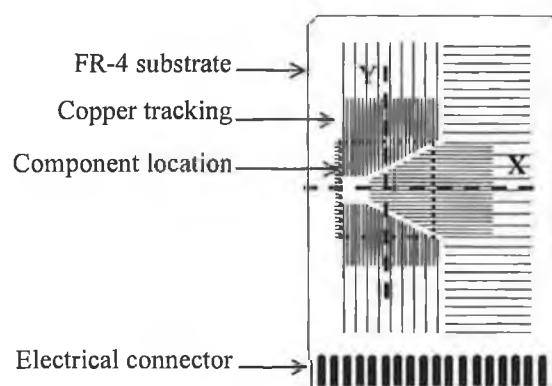 FR-4 substrate
Y
Copper tracking
Component location
X
Electrical connector